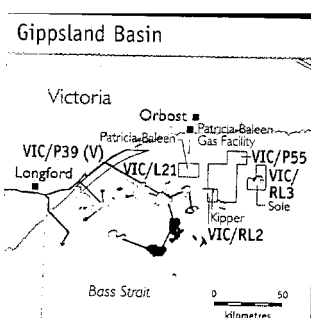 Gippsland Basin
Victoria
Orbost
Patricia-Baleen
Patricia-Baleen
Gas Facility
VIC/P39 (V)
VIC/P55
Longford
VIC/L21
VIC/
RL3
Sole
Kipper
VIC/RL2
Bass Strait
0 50
kilometres